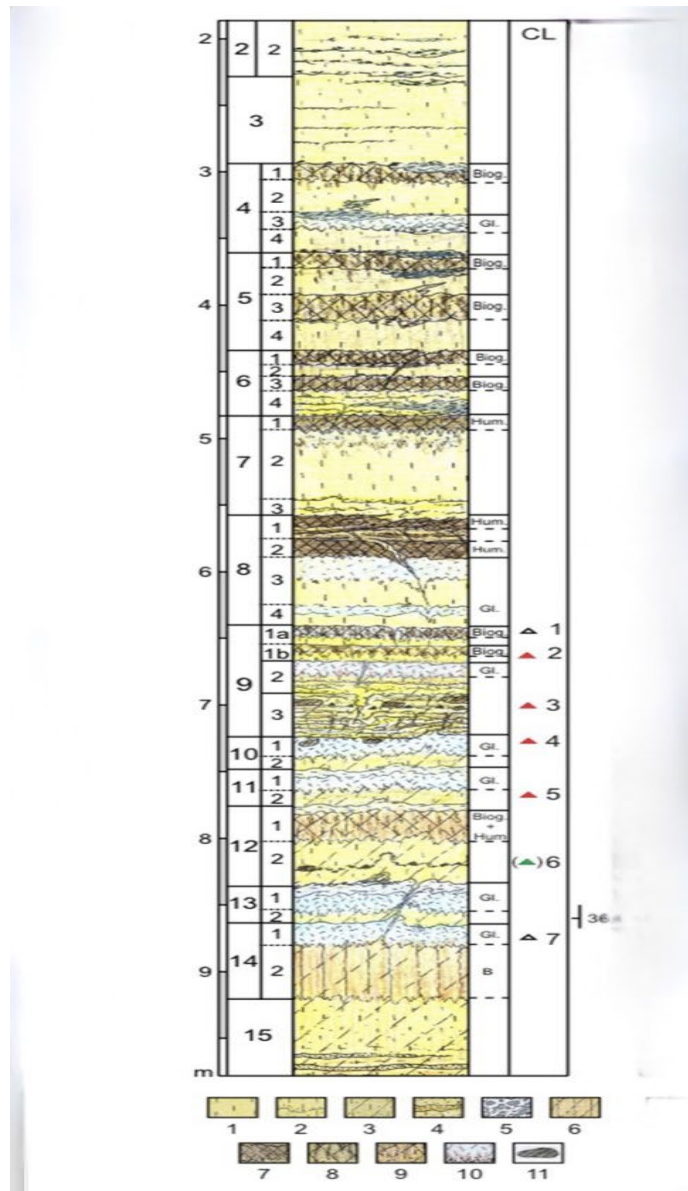 CL
2
2 2
3
3
1 Biog.
4 2
3 Gl.
4
1 Biog.
2
5
4
3 Biog.
4
1 Biog.
2
6
3 Biog.
4
1 Hum.
5
7 2
3
1 Hum.
8
2 Hum.
6
3
4 Gl.
1a Biog. 1
1b Biog. 2
2 Gl.
9
7
3 3
10 1 Gl. 4
2
11 1 Gl.
2 5
Biog.
+
1 Hum
12
8
2 ( ) 6
13 1 Gl.
2 36
14 1 Gl. 7
9
2 B
15
m
1 2 3 4 5 6
7 8 9 10 11